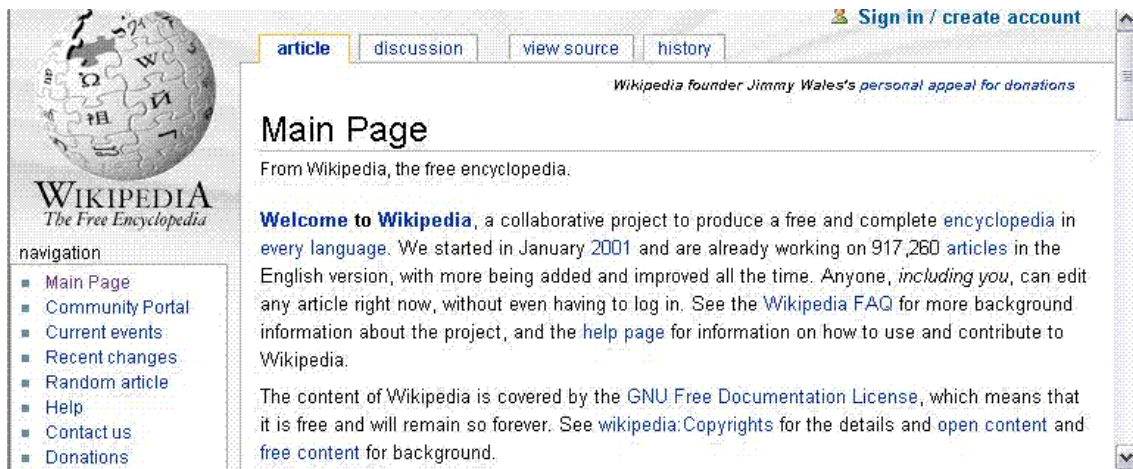 Sign in / create account
article
discussion
view source
history
Wikipedia founder Jimmy Wales's personal appeal for donations
Main Page
From Wikipedia, the free encyclopedia.
Welcome to Wikipedia, a collaborative project to produce a free and complete encyclopedia in
every language. We started in January 2001 and are already working on 917,260 articles in the
English version, with more being added and improved all the time. Anyone, including you, can edit
any article right now, without even having to log in. See the Wikipedia FAQ for more background
information about the project, and the help page for information on how to use and contribute to
Wikipedia.
The content of Wikipedia is covered by the GNU Free Documentation License, which means that
it is free and will remain so forever. See wikipedia:Copyrights for the details and open content and
free content for background.
Ω
W
И
祖
WIKIPEDIA
The Free Encyclopedia
navigation
Main Page
Community Portal
Current events
Recent changes
Random article
Help
Contact us
Donations